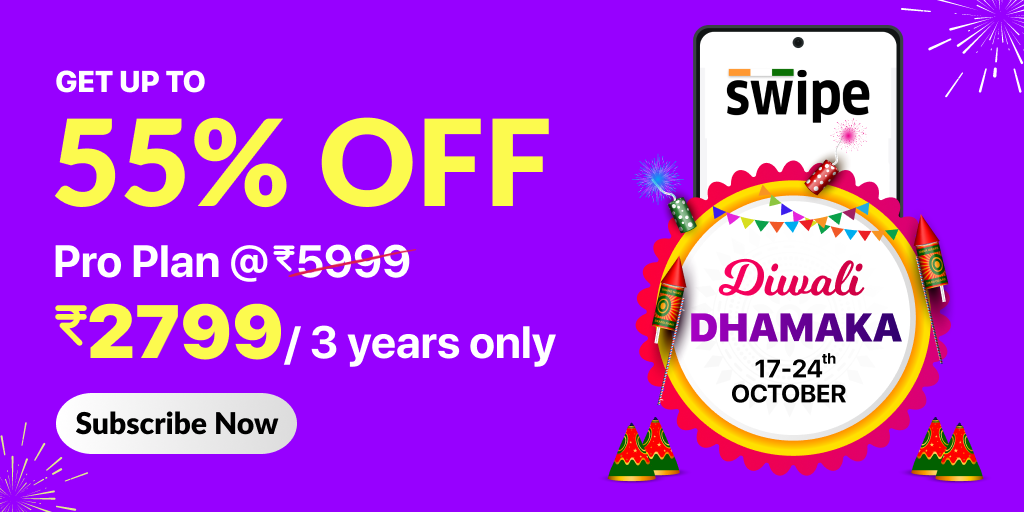 GET UP TO
55% OFF
Pro Plan @ ₹5999
₹2799/ 3 years only
Subscribe Now
swipe
Diwali
DHAMAKA
17-24th
OCTOBER